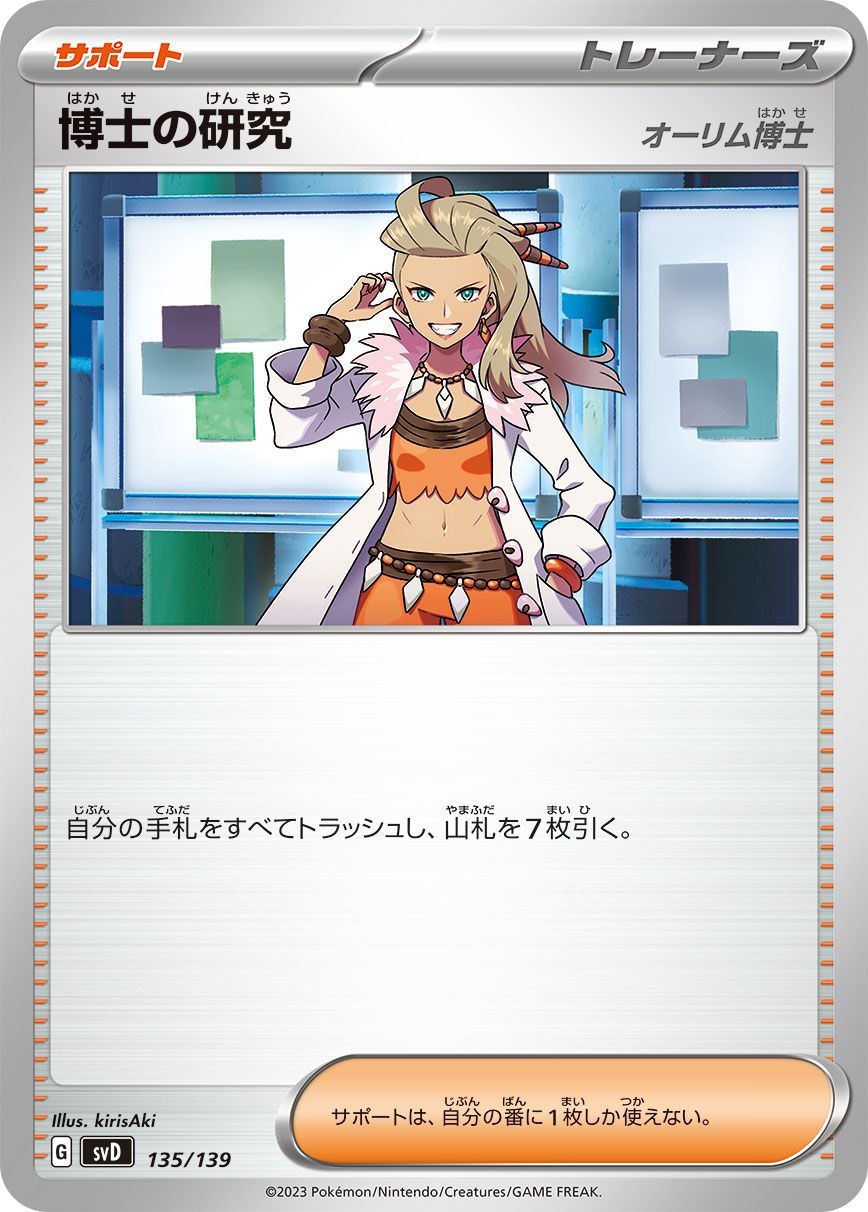 サポート
トレーナーズ
はか せ けん きゅう
博士の研究
はか せ
オーリム博士
じぶん てふだ やまふだ まい ひ
自分の手札をすべてトラッシュし、山札を7枚引く。
Illus. kirisAki
じぶん ばん まい つか
サポートは、自分の番に1枚しか使えない。
G svD 135/139
©2023 Pokémon/Nintendo/Creatures/GAME FREAK.